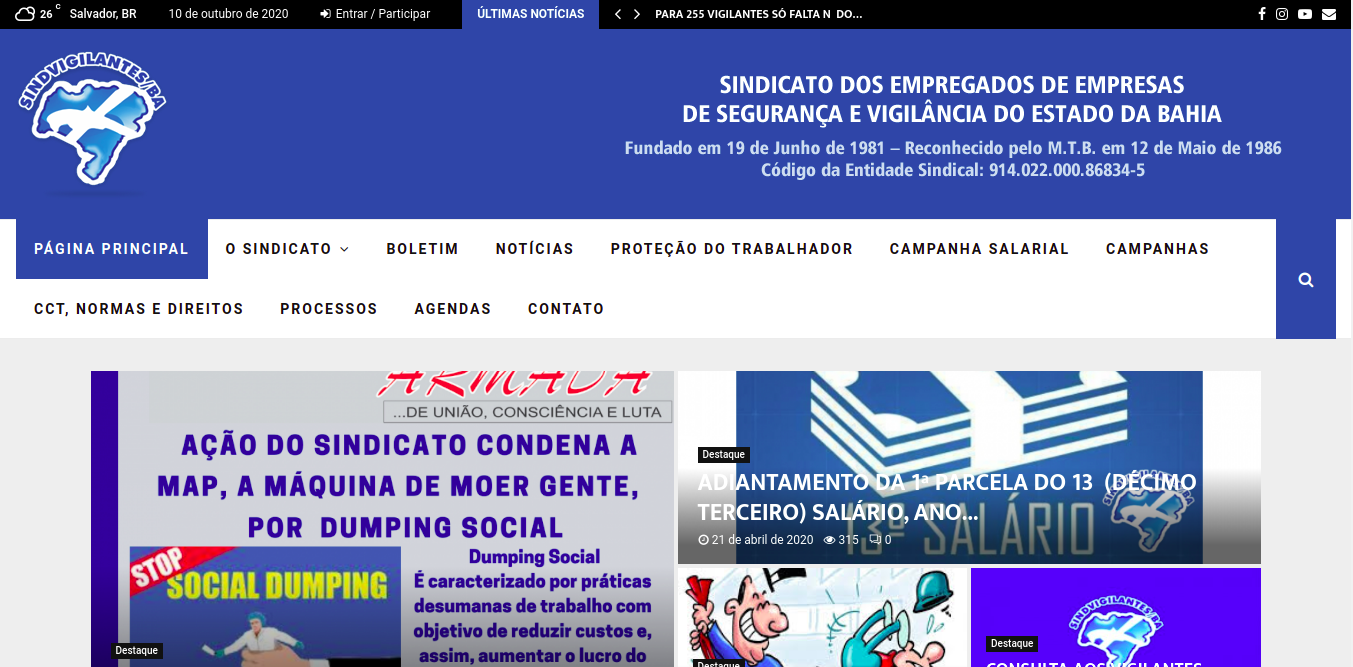 26 C Salvador, BR 10 de outubro de 2020 Entrar / Participar ÚLTIMAS NOTÍCIAS PARA 255 VIGILANTES SÓ FALTA N DO...
SINDVIGILANTES/BA
SINDICATO DOS EMPREGADOS DE EMPRESAS
DE SEGURANÇA E VIGILÂNCIA DO ESTADO DA BAHIA
Fundado em 19 de Junho de 1981 – Reconhecido pelo M.T.B. em 12 de Maio de 1986
Código da Entidade Sindical: 914.022.000.86834-5
PÁGINA PRINCIPAL O SINDICATO BOLETIM NOTÍCIAS PROTEÇÃO DO TRABALHADOR CAMPANHA SALARIAL CAMPANHAS
CCT, NORMAS E DIREITOS PROCESSOS AGENDAS CONTATO
ARMADA
...DE UNIÃO, CONSCIÊNCIA E LUTA
AÇÃO DO SINDICATO CONDENA A
MAP, A MÁQUINA DE MOER GENTE,
POR DUMPING SOCIAL
STOP
SOCIAL DUMPING
Dumping Social
É caracterizado por práticas
desumanas de trabalho com
objetivo de reduzir custos e,
assim, aumentar o lucro do
Destaque
Destaque
ADIANTAMENTO DA 1ª PARCELA DO 13 (DÉCIMO
TERCEIRO) SALÁRIO, ANO...
13º SALÁRIO
21 de abril de 2020 315 0
Destaque
SINDVIGILANTES/BA
Destaque
CONSULTA AOS VIGILANTES